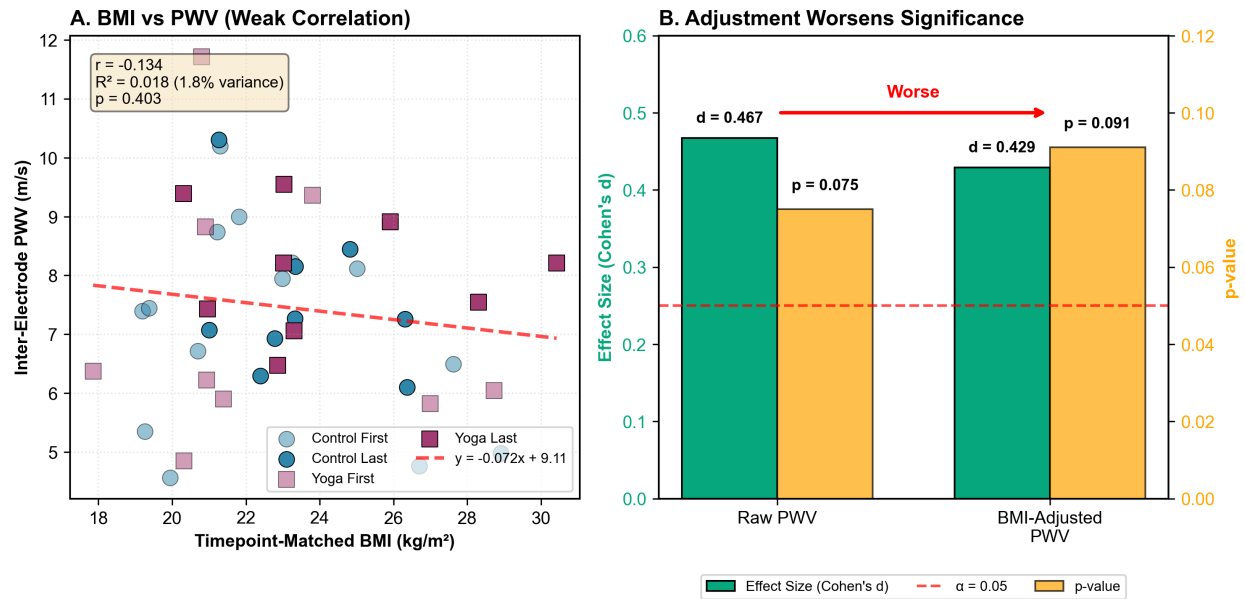 A. BMI vs PWV (Weak Correlation)
r = -0.134
R² = 0.018 (1.8% variance)
p = 0.403
12
11
10
9
8
7
6
5
Inter-Electrode PWV (m/s)
Control First
Control Last
Yoga First
Yoga Last
y = -0.072x + 9.11
18
20
22
24
26
28
30
Timepoint-Matched BMI (kg/m²)
B. Adjustment Worsens Significance
0.6
0.5
0.4
0.3
0.2
0.1
0.0
Effect Size (Cohen's d)
Worse
d = 0.467
p = 0.075
d = 0.429
p = 0.091
0.12
0.10
0.08
0.06
0.04
0.02
0.00
p-value
Raw PWV
BMI-Adjusted
PWV
Effect Size (Cohen's d)
α = 0.05
p-value